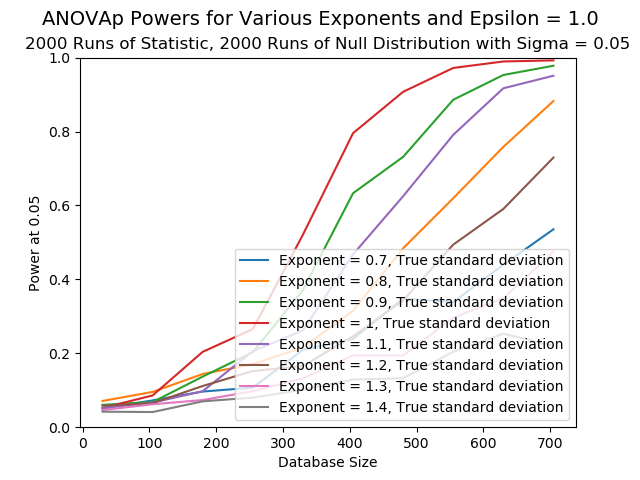 ANOVAp Powers for Various Exponents and Epsilon = 1.0
2000 Runs of Statistic, 2000 Runs of Null Distribution with Sigma = 0.05
1.0
0.8
0.6
0.4
0.2
0.0
Power at 0.05
Exponent = 0.7, True standard deviation
Exponent = 0.8, True standard deviation
Exponent = 0.9, True standard deviation
Exponent = 1, True standard deviation
Exponent = 1.1, True standard deviation
Exponent = 1.2, True standard deviation
Exponent = 1.3, True standard deviation
Exponent = 1.4, True standard deviation
0 100 200 300 400 500 600 700
Database Size